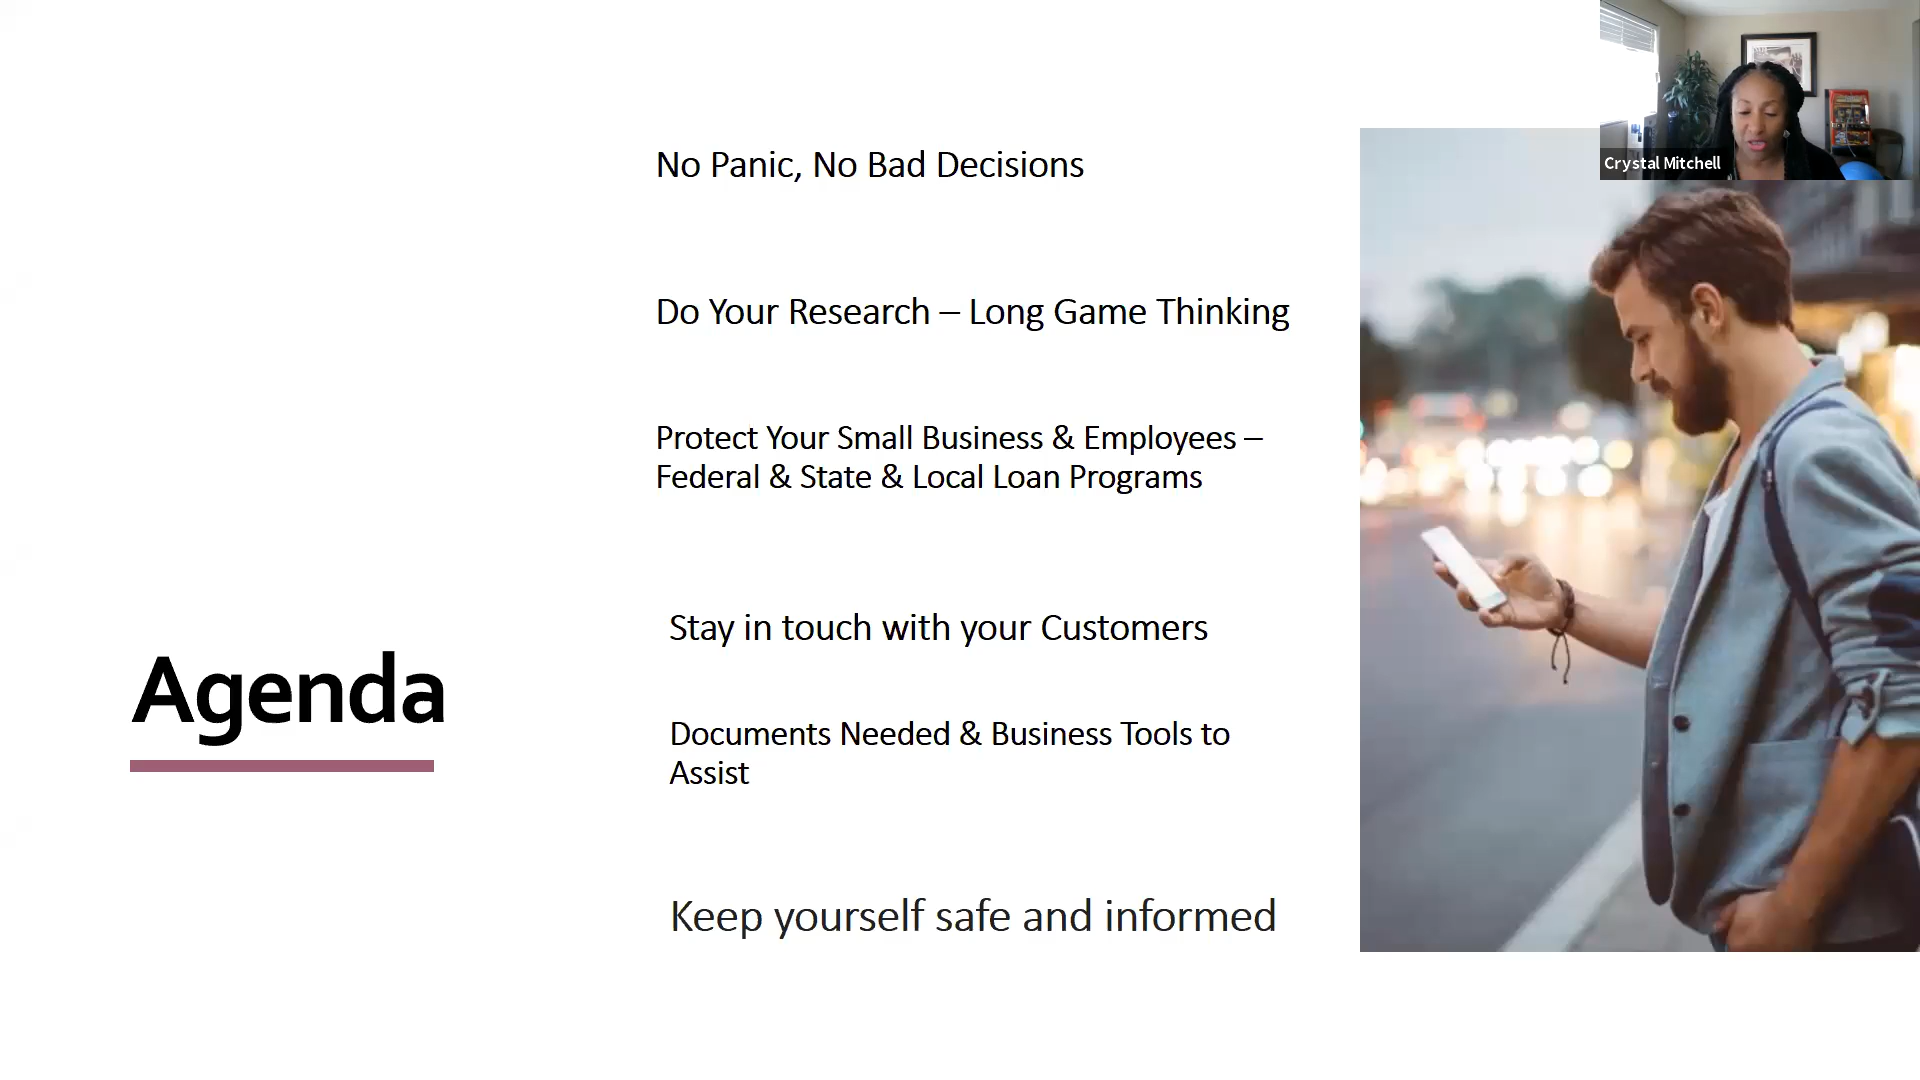 Crystal Mitchell
No Panic, No Bad Decisions
Do Your Research – Long Game Thinking
Protect Your Small Business & Employees –
Federal & State & Local Loan Programs
Stay in touch with your Customers
Agenda
Documents Needed & Business Tools to
Assist
Keep yourself safe and informed